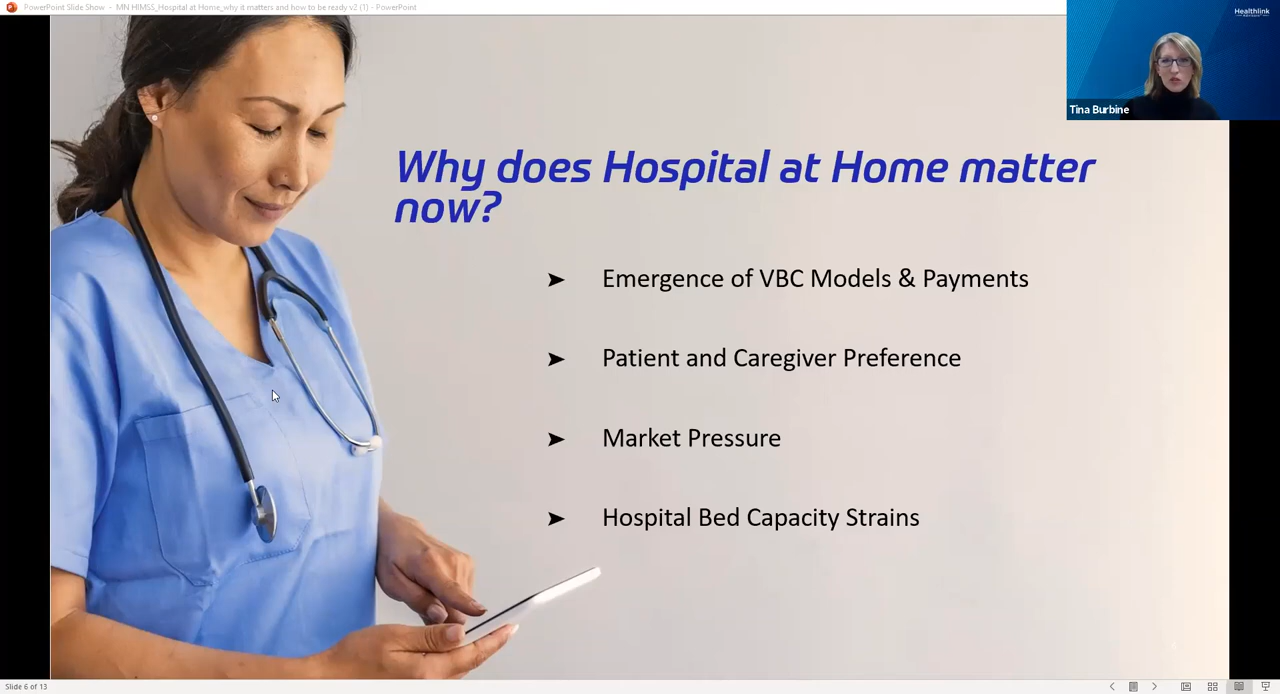 PowerPoint Slide Show - MN HIMSS_Hospital at Home_why it matters and how to be ready v2 (1) - PowerPoint
Healthlink
Tina Burbine
Why does Hospital at Home matter
now?
➤ Emergence of VBC Models & Payments
➤ Patient and Caregiver Preference
➤ Market Pressure
➤ Hospital Bed Capacity Strains
Slide 6 of 13